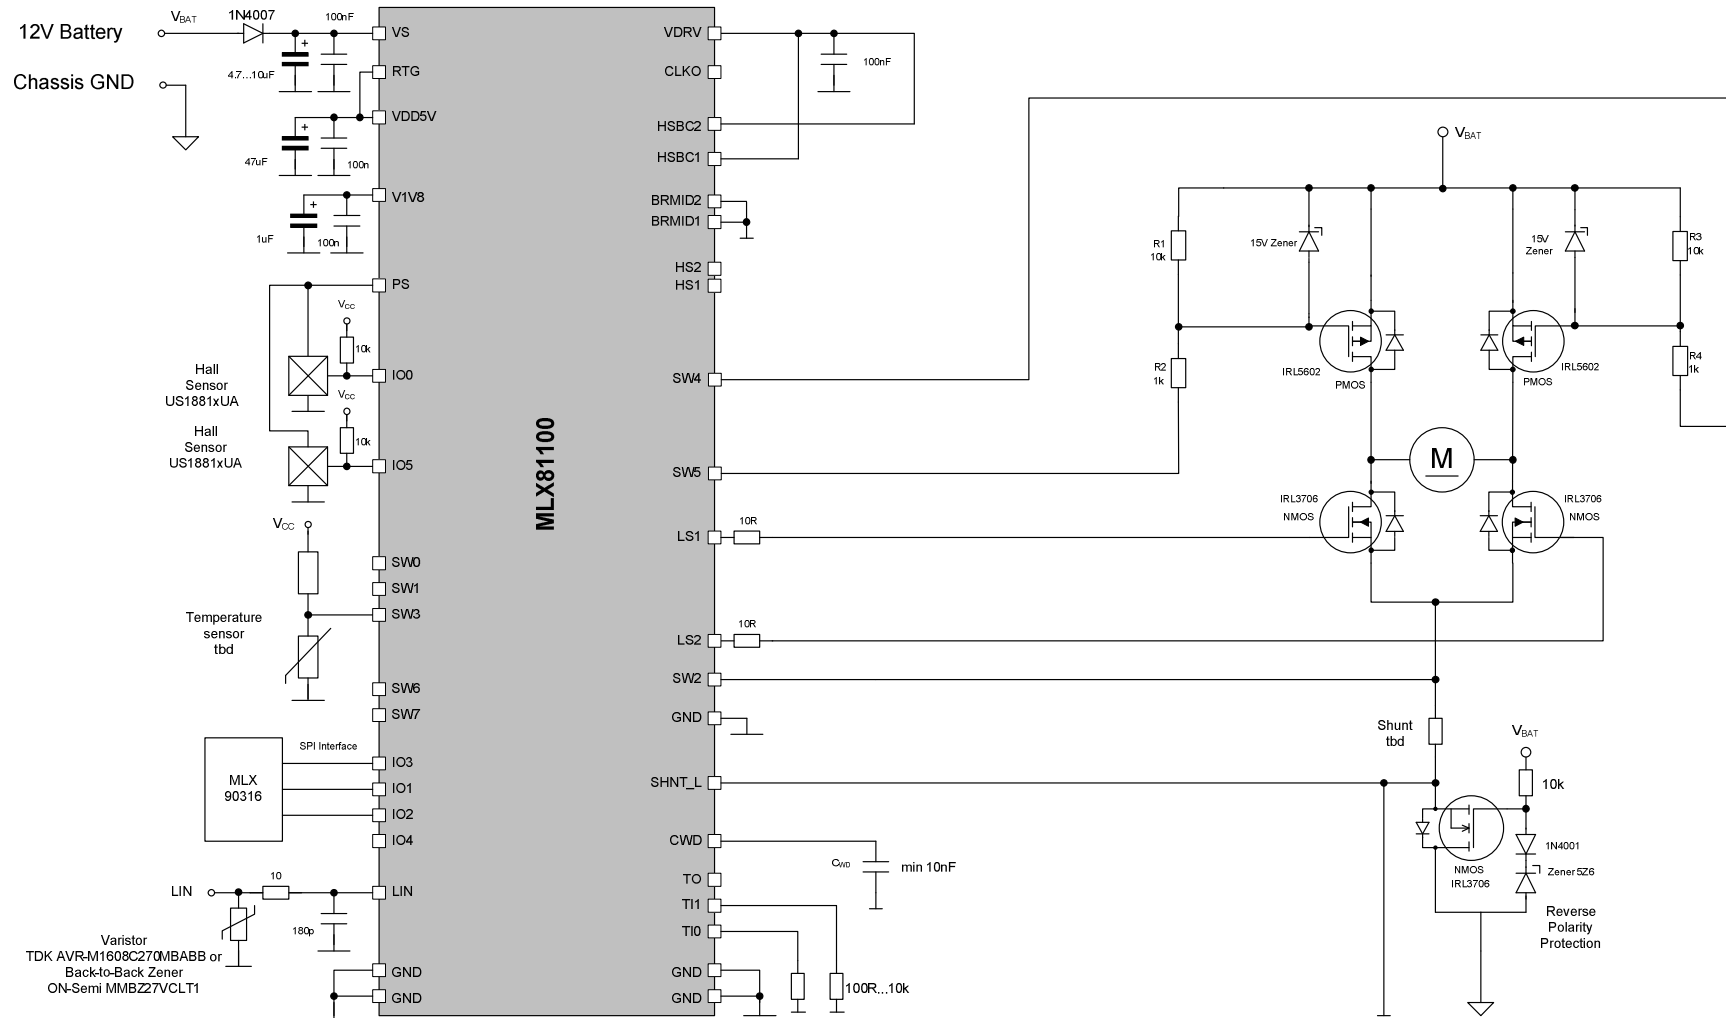 12V Battery
VBAT
1N4007
100nF
4.7...10uF
Chassis GND
47uF
100n
1uF
100n
VCC
10k
Hall
Sensor
US1881xUA
VCC
10k
Hall
Sensor
US1881xUA
VCC
Temperature
sensor
tbd
SPI Interface
MLX
90316
LIN
10
180p
Varistor
TDK AVR-M1608C270MBABB or
Back-to-Back Zener
ON-Semi MMBZ27VCLT1
VS
RTG
VDD5V
V1V8
PS
IO0
IO5
SW0
SW1
SW3
SW6
SW7
IO3
IO1
IO2
IO4
LIN
GND
GND
MLX81100
VDRV
CLKO
HSBC2
HSBC1
BRMID2
BRMID1
HS2
HS1
SW4
SW5
LS1
LS2
SW2
GND
SHNT_L
CWD
TO
TI1
TI0
GND
GND
100nF
10R
10R
CWD
min 10nF
100R...10k
VBAT
R1
10k
15V Zener
15V
Zener
R3
10k
R2
1k
IRL5602
PMOS
IRL5602
PMOS
R4
1k
M
IRL3706
NMOS
IRL3706
NMOS
Shunt
tbd
VBAT
10k
1N4001
Zener 5Z6
NMOS
IRL3706
Reverse
Polarity
Protection